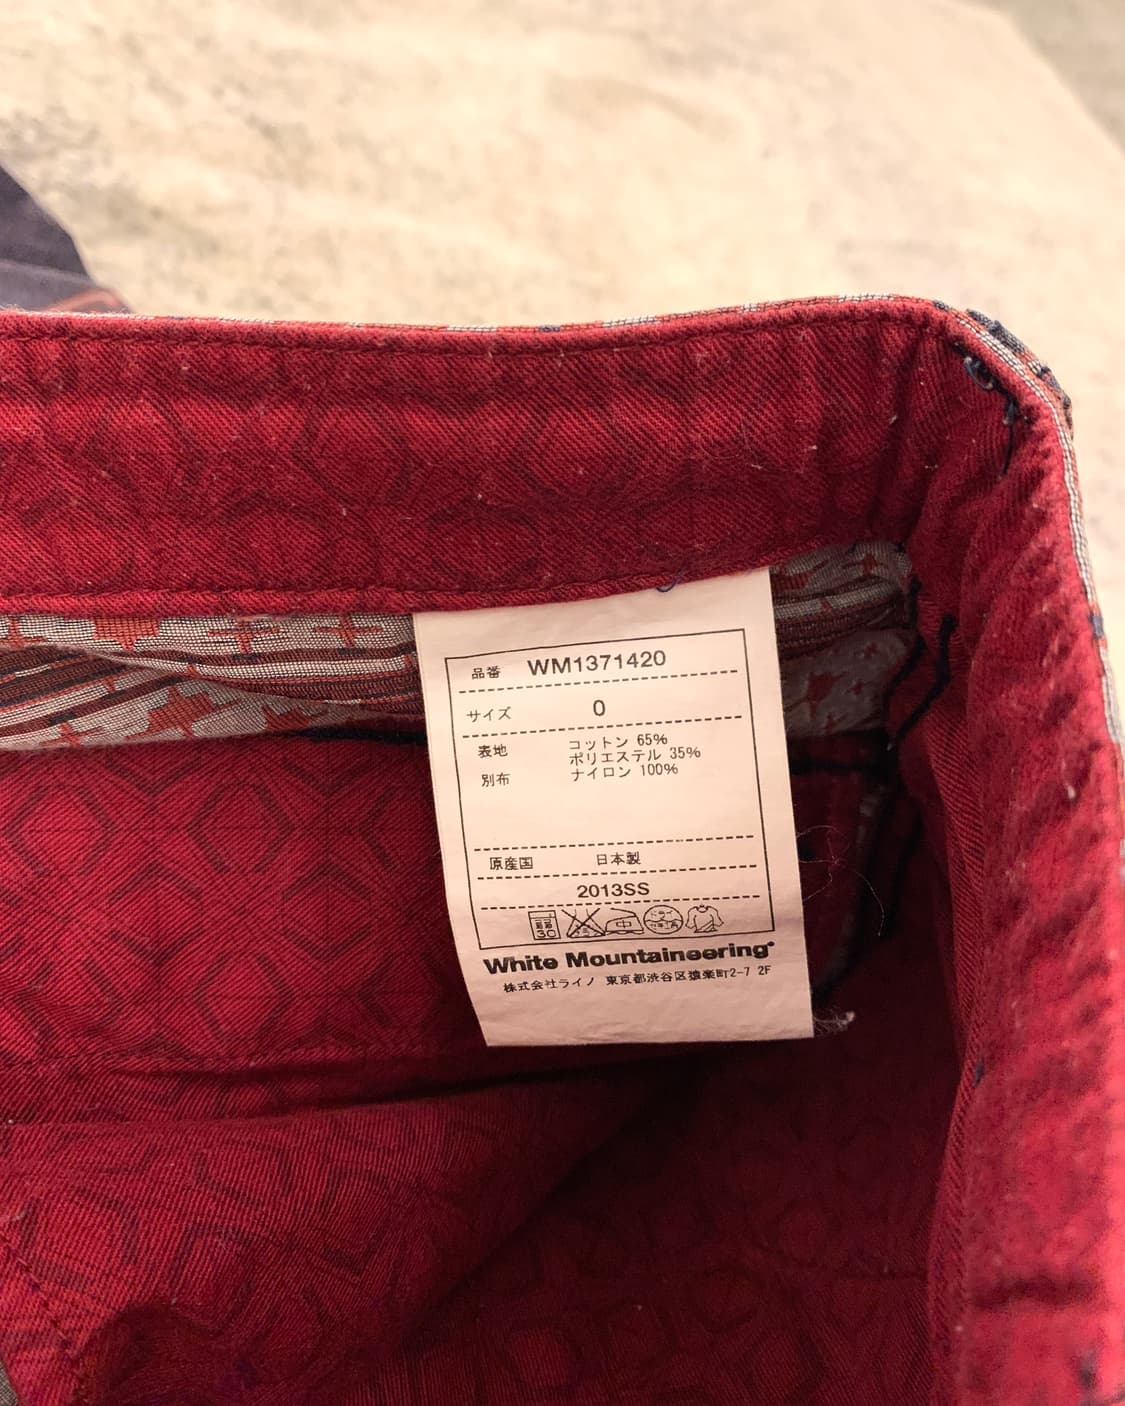 品番 WM1371420
サイズ 0
表地 コットン 65%
ポリエステル 35%
別布 ナイロン 100%
原産国 日本製
2013SS
30 中
White Mountaineering
株式会社ライノ 東京都渋谷区猿楽町2-7 2F